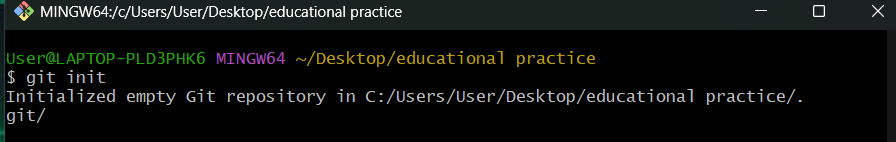 MINGW64:/c/Users/User/Desktop/educational practice
User@LAPTOP-PLD3PHK6 MINGW64 ~/Desktop/educational practice
$ git init
Initialized empty Git repository in C:/Users/User/Desktop/educational practice/.
git/